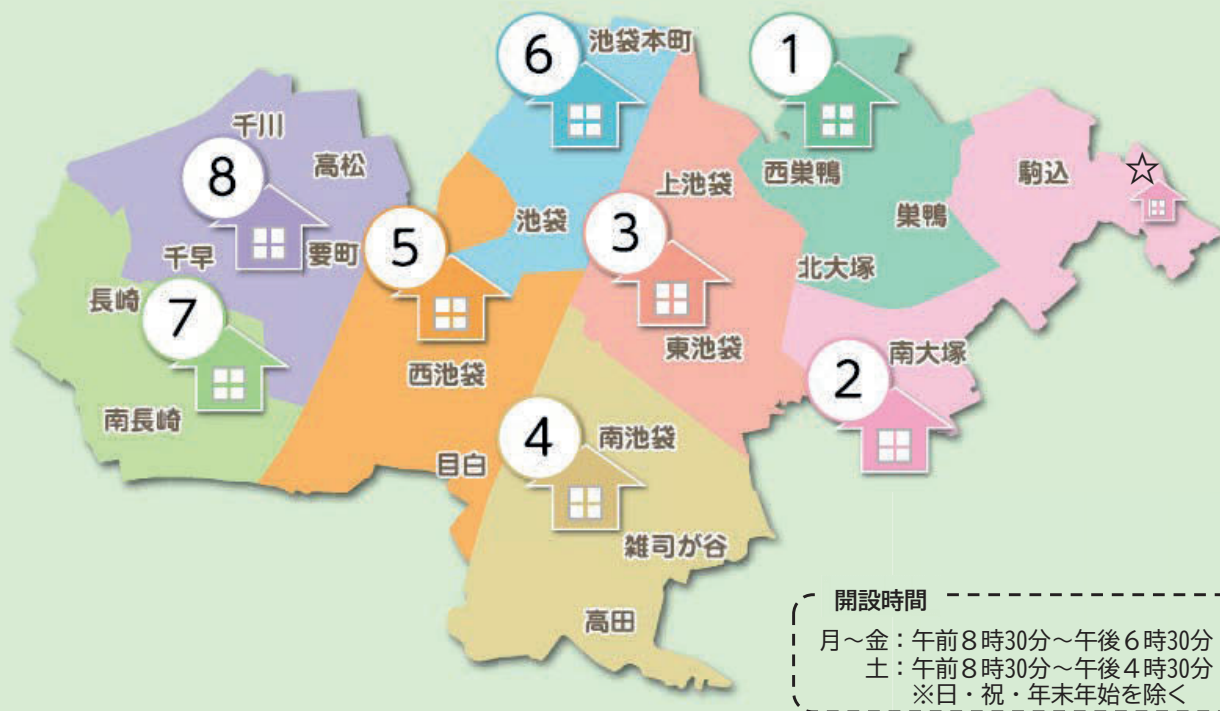 6
池袋本町
1
千川
高松
8
上池袋
西巣鴨
駒込
☆
池袋
3
巣鴨
5
千早
要町
北大塚
長崎
7
東池袋
南大塚
西池袋
2
南長崎
4
南池袋
目白
雑司が谷
高田
開設時間
月～金：午前８時30分～午後６時30分
土：午前８時30分～午後４時30分
※日・祝・年末年始を除く